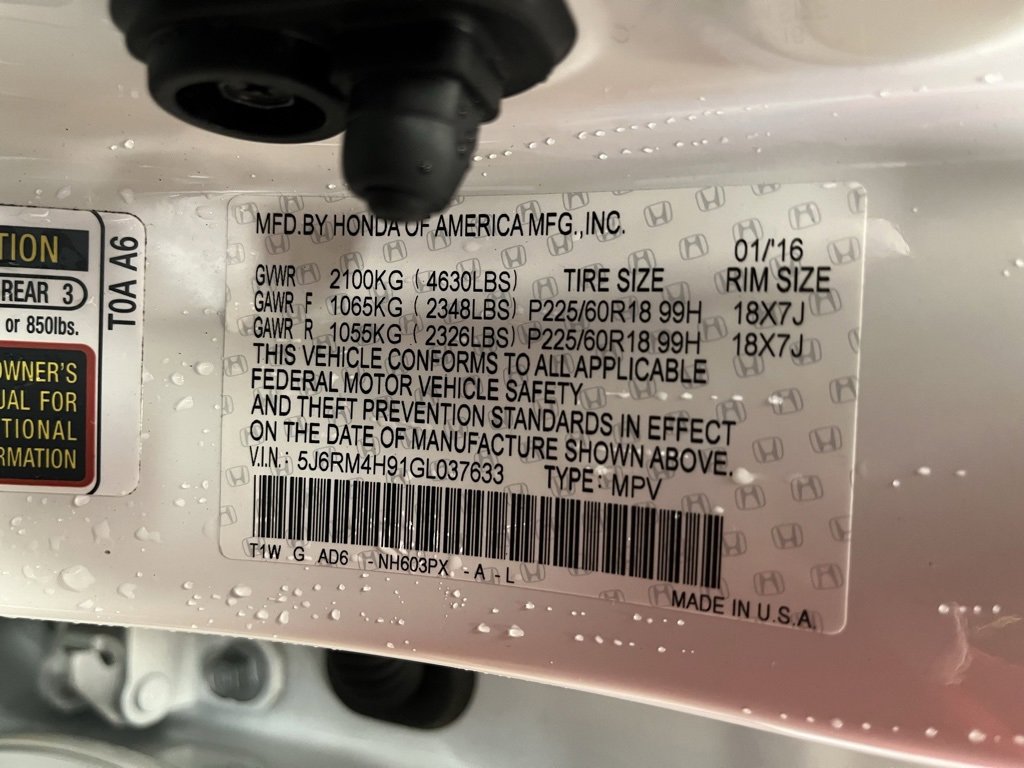 TION
REAR 3
or 850lbs.
OWNER'S
UAL FOR
TIONAL
RMATION
T0A A6
MFD.BY HONDA OF AMERICA MFG.,INC.
01/'16
GVWR 2100KG (4630LBS) TIRE SIZE RIM SIZE
GAWR F 1065KG (2348LBS) P225/60R18 99H 18X7J
GAWR R 1055KG (2326LBS) P225/60R18 99H 18X7J
THIS VEHICLE CONFORMS TO ALL APPLICABLE
FEDERAL MOTOR VEHICLE SAFETY
AND THEFT PREVENTION STANDARDS IN EFFECT
ON THE DATE OF MANUFACTURE SHOWN ABOVE.
V.I.N.: 5J6RM4H91GL037633 TYPE: MPV
T1W G AD6 -NH603PX -A -L
MADE IN U.S.A.